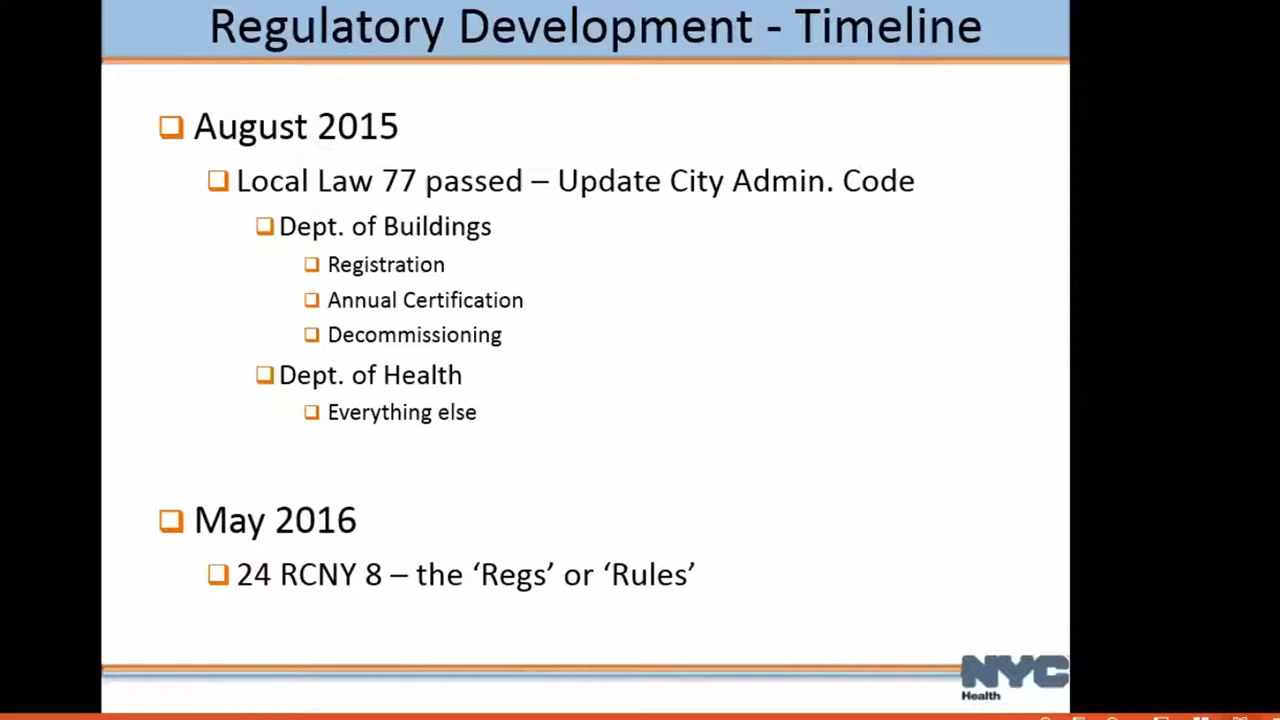 Regulatory Development - Timeline
August 2015
Local Law 77 passed – Update City Admin. Code
Dept. of Buildings
Registration
Annual Certification
Decommissioning
Dept. of Health
Everything else
May 2016
24 RCNY 8 – the ‘Regs’ or ‘Rules’
NYC
Health